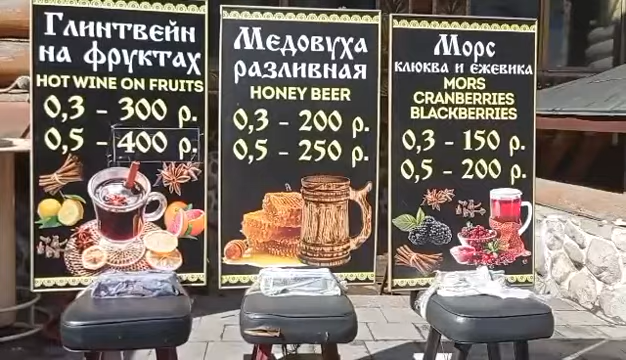 Глинтвейн
на фруктах
HOT WINE ON FRUITS
0,3 - 300 р.
0,5 - 400 р.
Медовуха
разливная
HONEY BEER
0,3 - 200 р.
0,5 - 250 р.
Морс
клюква и ежевика
MORS
CRANBERRIES
BLACKBERRIES
0,3 - 150 р.
0,5 - 200 р.